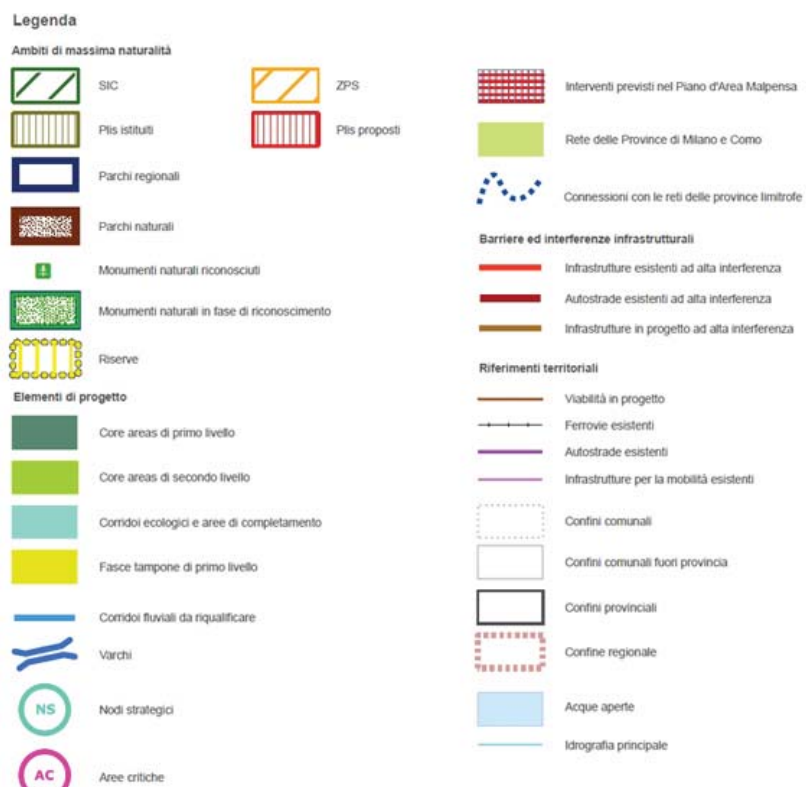 Legenda
Ambiti di massima naturalità
SIC
ZPS
Plis istituiti
Plis proposti
Parchi regionali
Parchi naturali
Monumenti naturali riconosciuti
Monumenti naturali in fase di riconoscimento
Riserve
Elementi di progetto
Core areas di primo livello
Core areas di secondo livello
Corridoi ecologici e aree di completamento
Fasce tampone di primo livello
Corridoi fluviali da riqualificare
Varchi
NS
Nodi strategici
AC
Aree critiche
Interventi previsti nel Piano d'Area Malpensa
Rete delle Province di Milano e Como
Connessioni con le reti delle province limitrofe
Barriere ed interferenze infrastrutturali
Infrastrutture esistenti ad alta interferenza
Autostrade esistenti ad alta interferenza
Infrastrutture in progetto ad alta interferenza
Riferimenti territoriali
Viabilità in progetto
Ferrovie esistenti
Autostrade esistenti
Infrastrutture per la mobilità esistenti
Confini comunali
Confini comunali fuori provincia
Confini provinciali
Confine regionale
Acque aperte
Idrografia principale